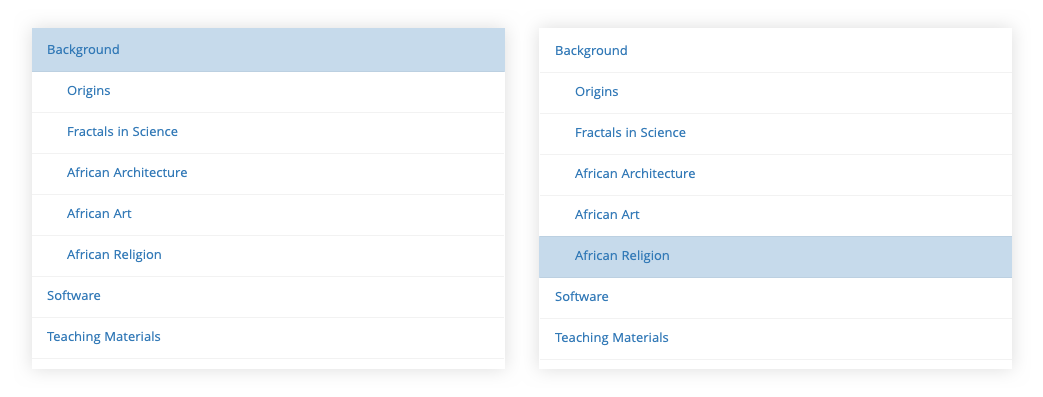 Background
Origins
Fractals in Science
African Architecture
African Art
African Religion
Software
Teaching Materials
Background
Origins
Fractals in Science
African Architecture
African Art
African Religion
Software
Teaching Materials